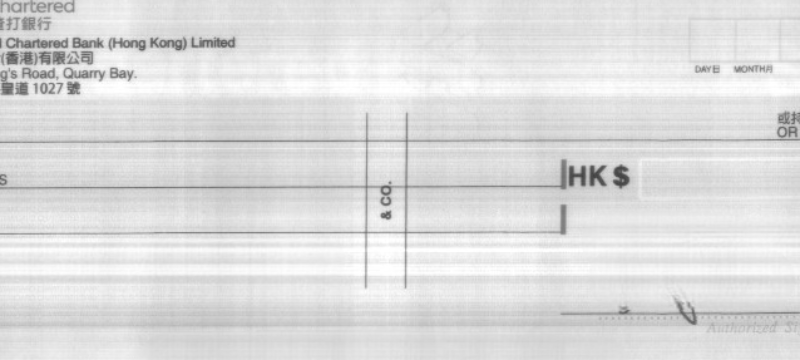 hartered
渣打銀行
Chartered Bank (Hong Kong) Limited
(香港)有限公司
g's Road, Quarry Bay.
皇道 1027 號
DAY日 MONTH月
或持
OR
S
HK $
& CO.
Authorized Si